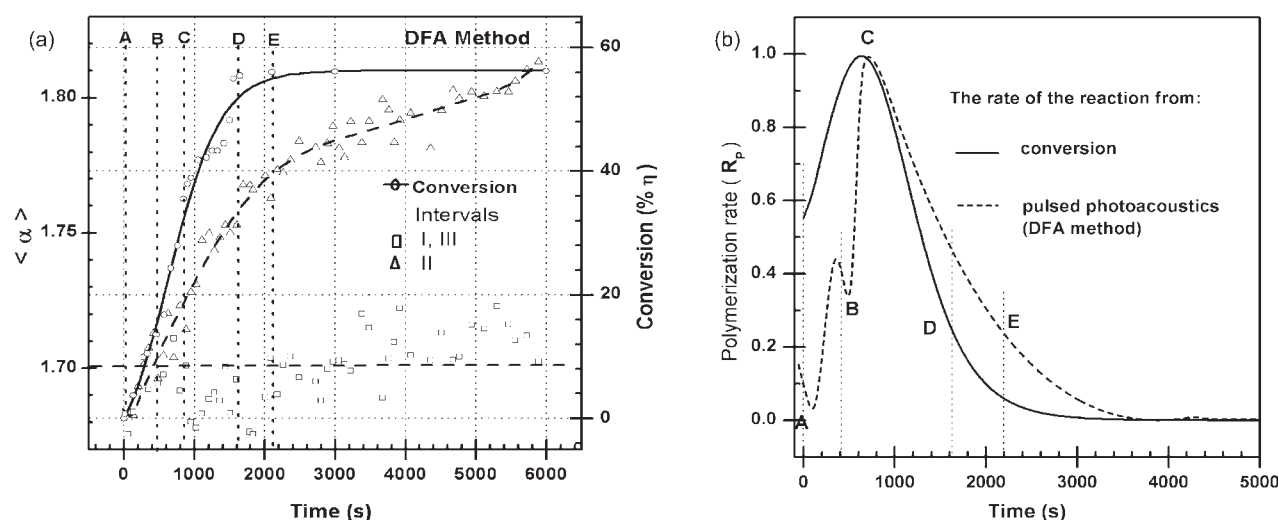 (a)
A B C D E DFA Method
1.80
1.75
1.70
< α >
60
40
20
0
Conversion (% η)
Conversion
Intervals
I, III
II
0 1000 2000 3000 4000 5000 6000
Time (s)
(b)
C
1.0
0.8
0.6
0.4
0.2
0.0
Polymerization rate ( Rp )
The rate of the reaction from:
conversion
pulsed photoacoustics
(DFA method)
B
D
E
A
0 1000 2000 3000 4000 5000
Time (s)